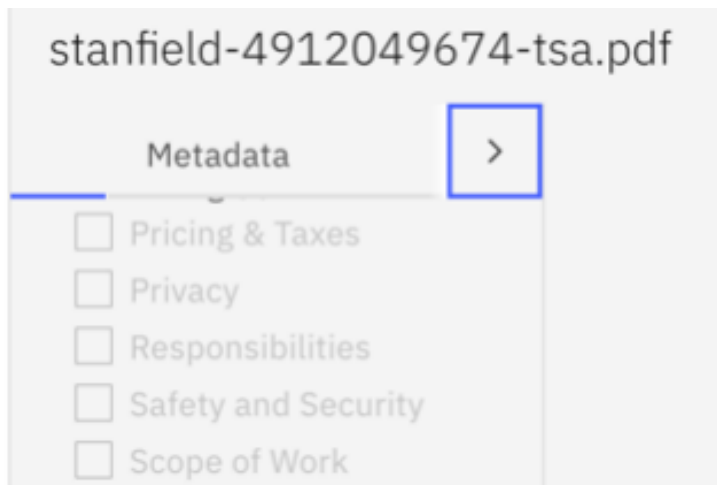 stanfield-4912049674-tsa.pdf
Metadata
Pricing & Taxes
Privacy
Responsibilities
Safety and Security
Scope of Work